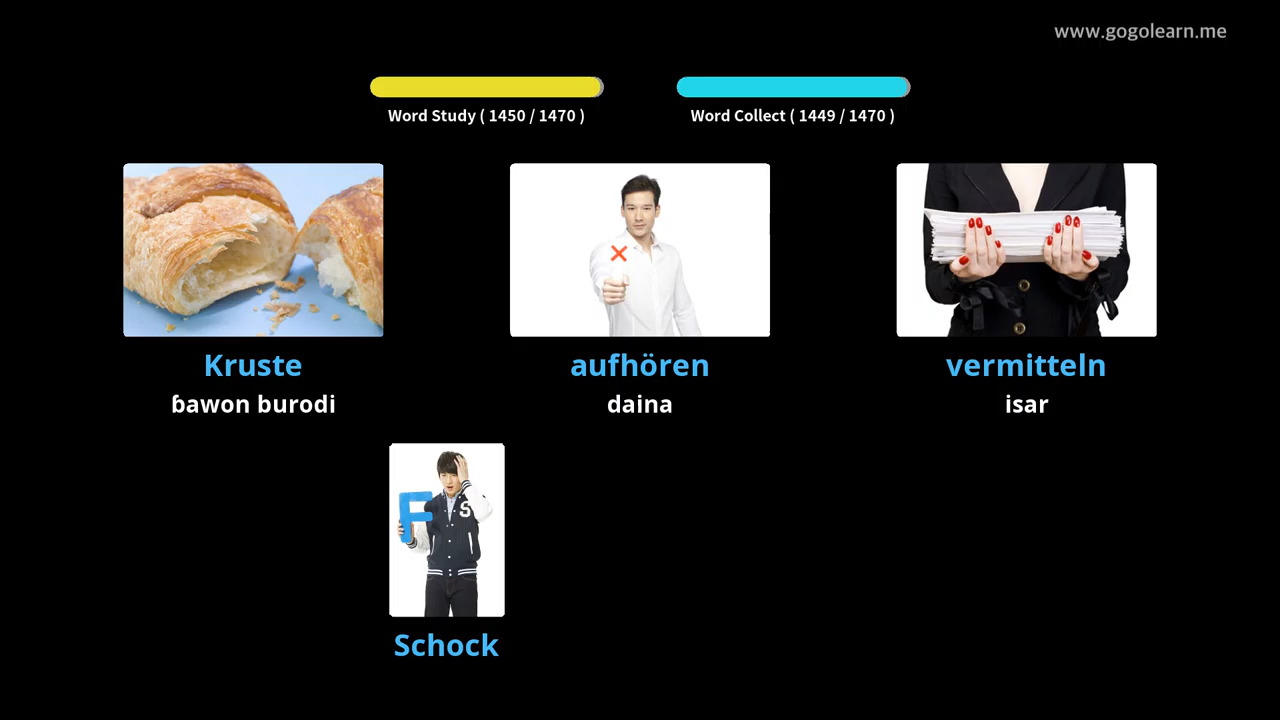 www.gogolearn.me
Word Study ( 1450 / 1470 )
Word Collect ( 1449 / 1470 )
Kruste
ɓawon burodi
aufhören
daina
vermitteln
isar
F
S
Schock